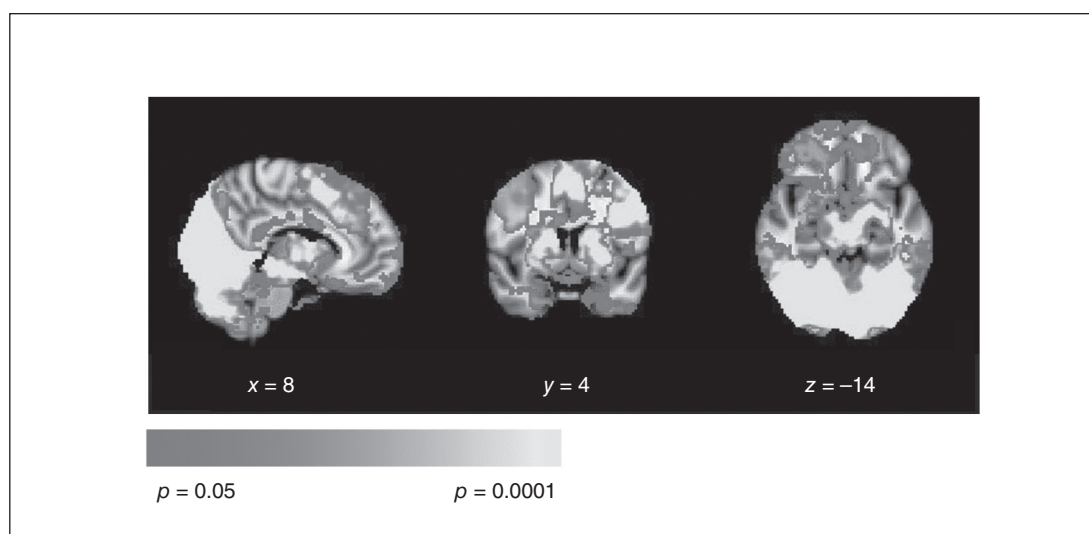 x = 8 y = 4 z = –14
p = 0.05 p = 0.0001